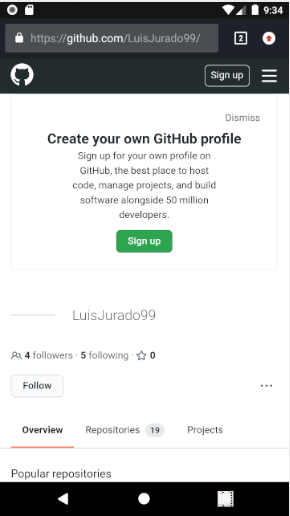 9:34
https://github.com/LuisJurado99/
2
Sign up
Dismiss
Create your own GitHub profile
Sign up for your own profile on
GitHub, the best place to host
code, manage projects, and build
software alongside 50 million
developers.
Sign up
LuisJurado99
4 followers · 5 following · 0
Follow
Overview Repositories 19 Projects
Popular repositories